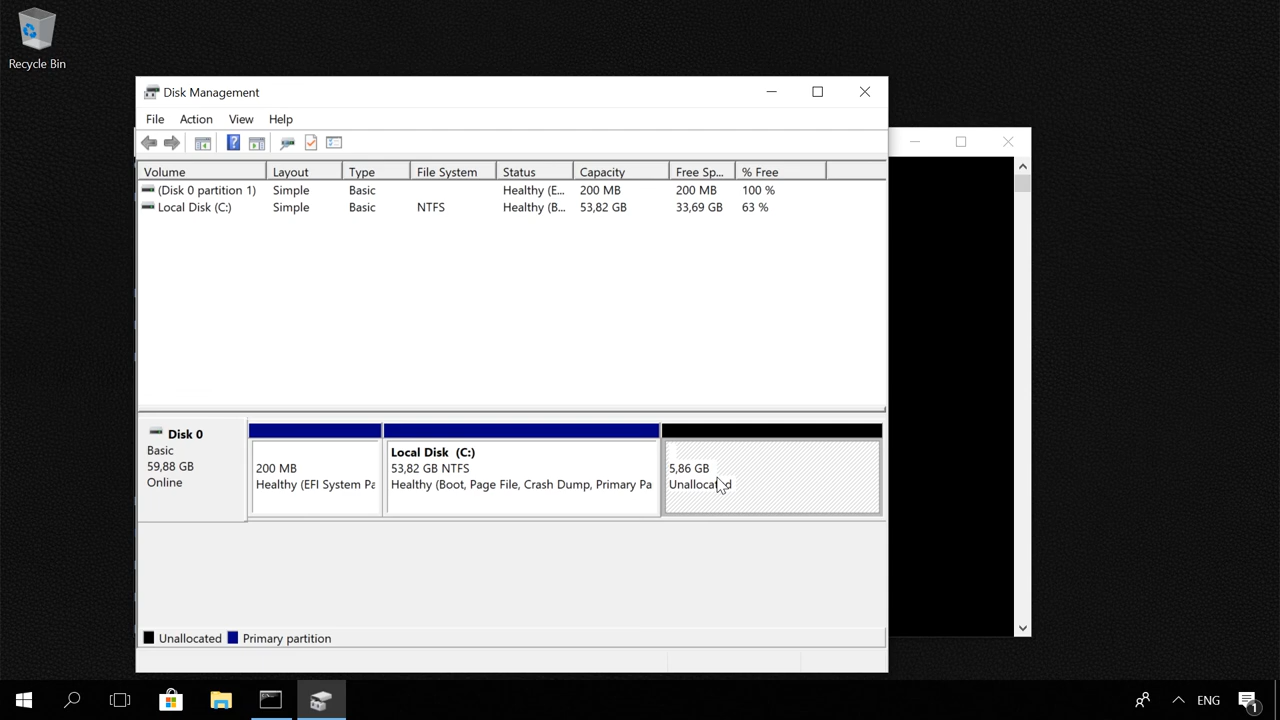 Recycle Bin
Disk Management
File Action View Help
Volume Layout Type File System Status Capacity Free Sp... % Free
(Disk 0 partition 1) Simple Basic Healthy (E... 200 MB 200 MB 100 %
Local Disk (C:) Simple Basic NTFS Healthy (B... 53,82 GB 33,69 GB 63 %
Disk 0
Basic
59,88 GB
Online
200 MB
Healthy (EFI System Pa
Local Disk (C:)
53,82 GB NTFS
Healthy (Boot, Page File, Crash Dump, Primary Pa
5,86 GB
Unallocated
Unallocated Primary partition
ENG
1